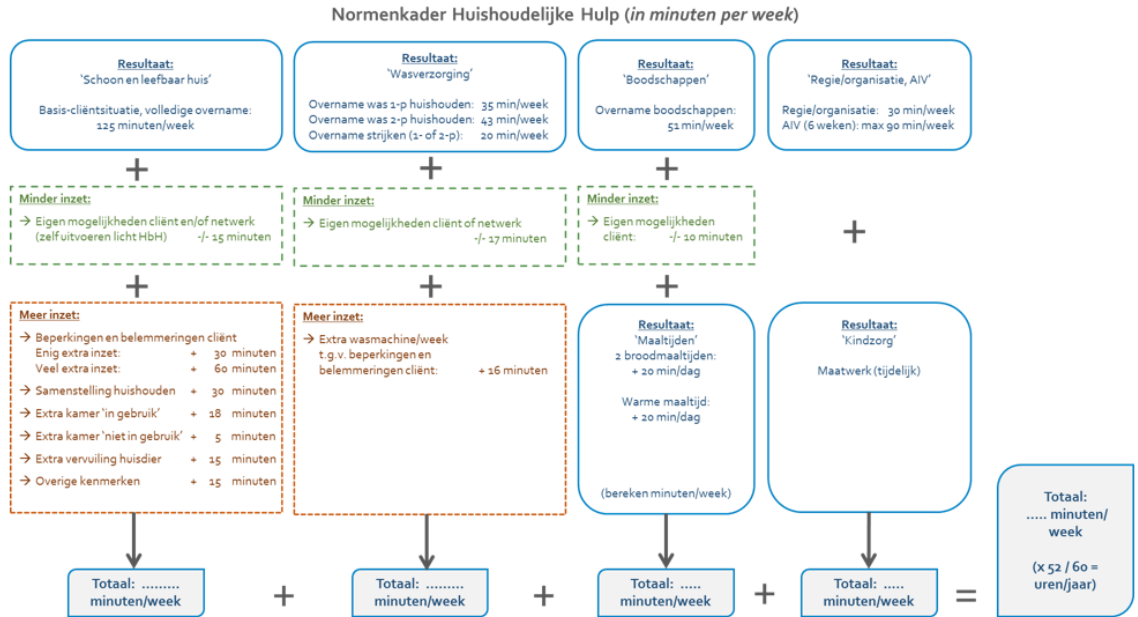 Normenkader Huishoudelijke Hulp (in minuten per week)
Resultaat:
'Schoon en leefbaar huis'
Basis-cliëntsituatie, volledige overname:
125 minuten/week
Resultaat:
'Wasverzorging'
Overname was 1-p huishouden: 35 min/week
Overname was 2-p huishouden: 43 min/week
Overname strijken (1- of 2-p): 20 min/week
Resultaat:
'Boodschappen'
Overname boodschappen:
51 min/week
Resultaat:
'Regie/organisatie, AIV'
Regie/organisatie: 30 min/week
AIV (6 weken): max 90 min/week
+ + + +
Minder inzet:
→ Eigen mogelijkheden cliënt en/of netwerk
(zelf uitvoeren licht HbH) -/- 15 minuten
Minder inzet:
→ Eigen mogelijkheden cliënt of netwerk
-/- 17 minuten
Minder inzet:
→ Eigen mogelijkheden
cliënt: -/- 10 minuten
+ + +
Meer inzet:
→ Beperkingen en belemmeringen cliënt
Enig extra inzet: + 30 minuten
Veel extra inzet: + 60 minuten
→ Samenstelling huishouden + 30 minuten
→ Extra kamer 'in gebruik' + 18 minuten
→ Extra kamer 'niet in gebruik' + 5 minuten
→ Extra vervuiling huisdier + 15 minuten
→ Overige kenmerken + 15 minuten
Meer inzet:
→ Extra wasmachine/week
t.g.v. beperkingen en
belemmeringen cliënt: + 16 minuten
Resultaat:
'Maaltijden'
2 broodmaaltijden:
+ 20 min/dag
Warme maaltijd:
+ 20 min/dag
(bereken minuten/week)
Resultaat:
'Kindzorg'
Maatwerk (tijdelijk)
Totaal: .........
minuten/week
+
Totaal: .........
minuten/week
+
Totaal: .....
minuten/week
+
Totaal: .....
minuten/week
=
Totaal:
..... minuten/
week
(x 52 / 60 =
uren/jaar)